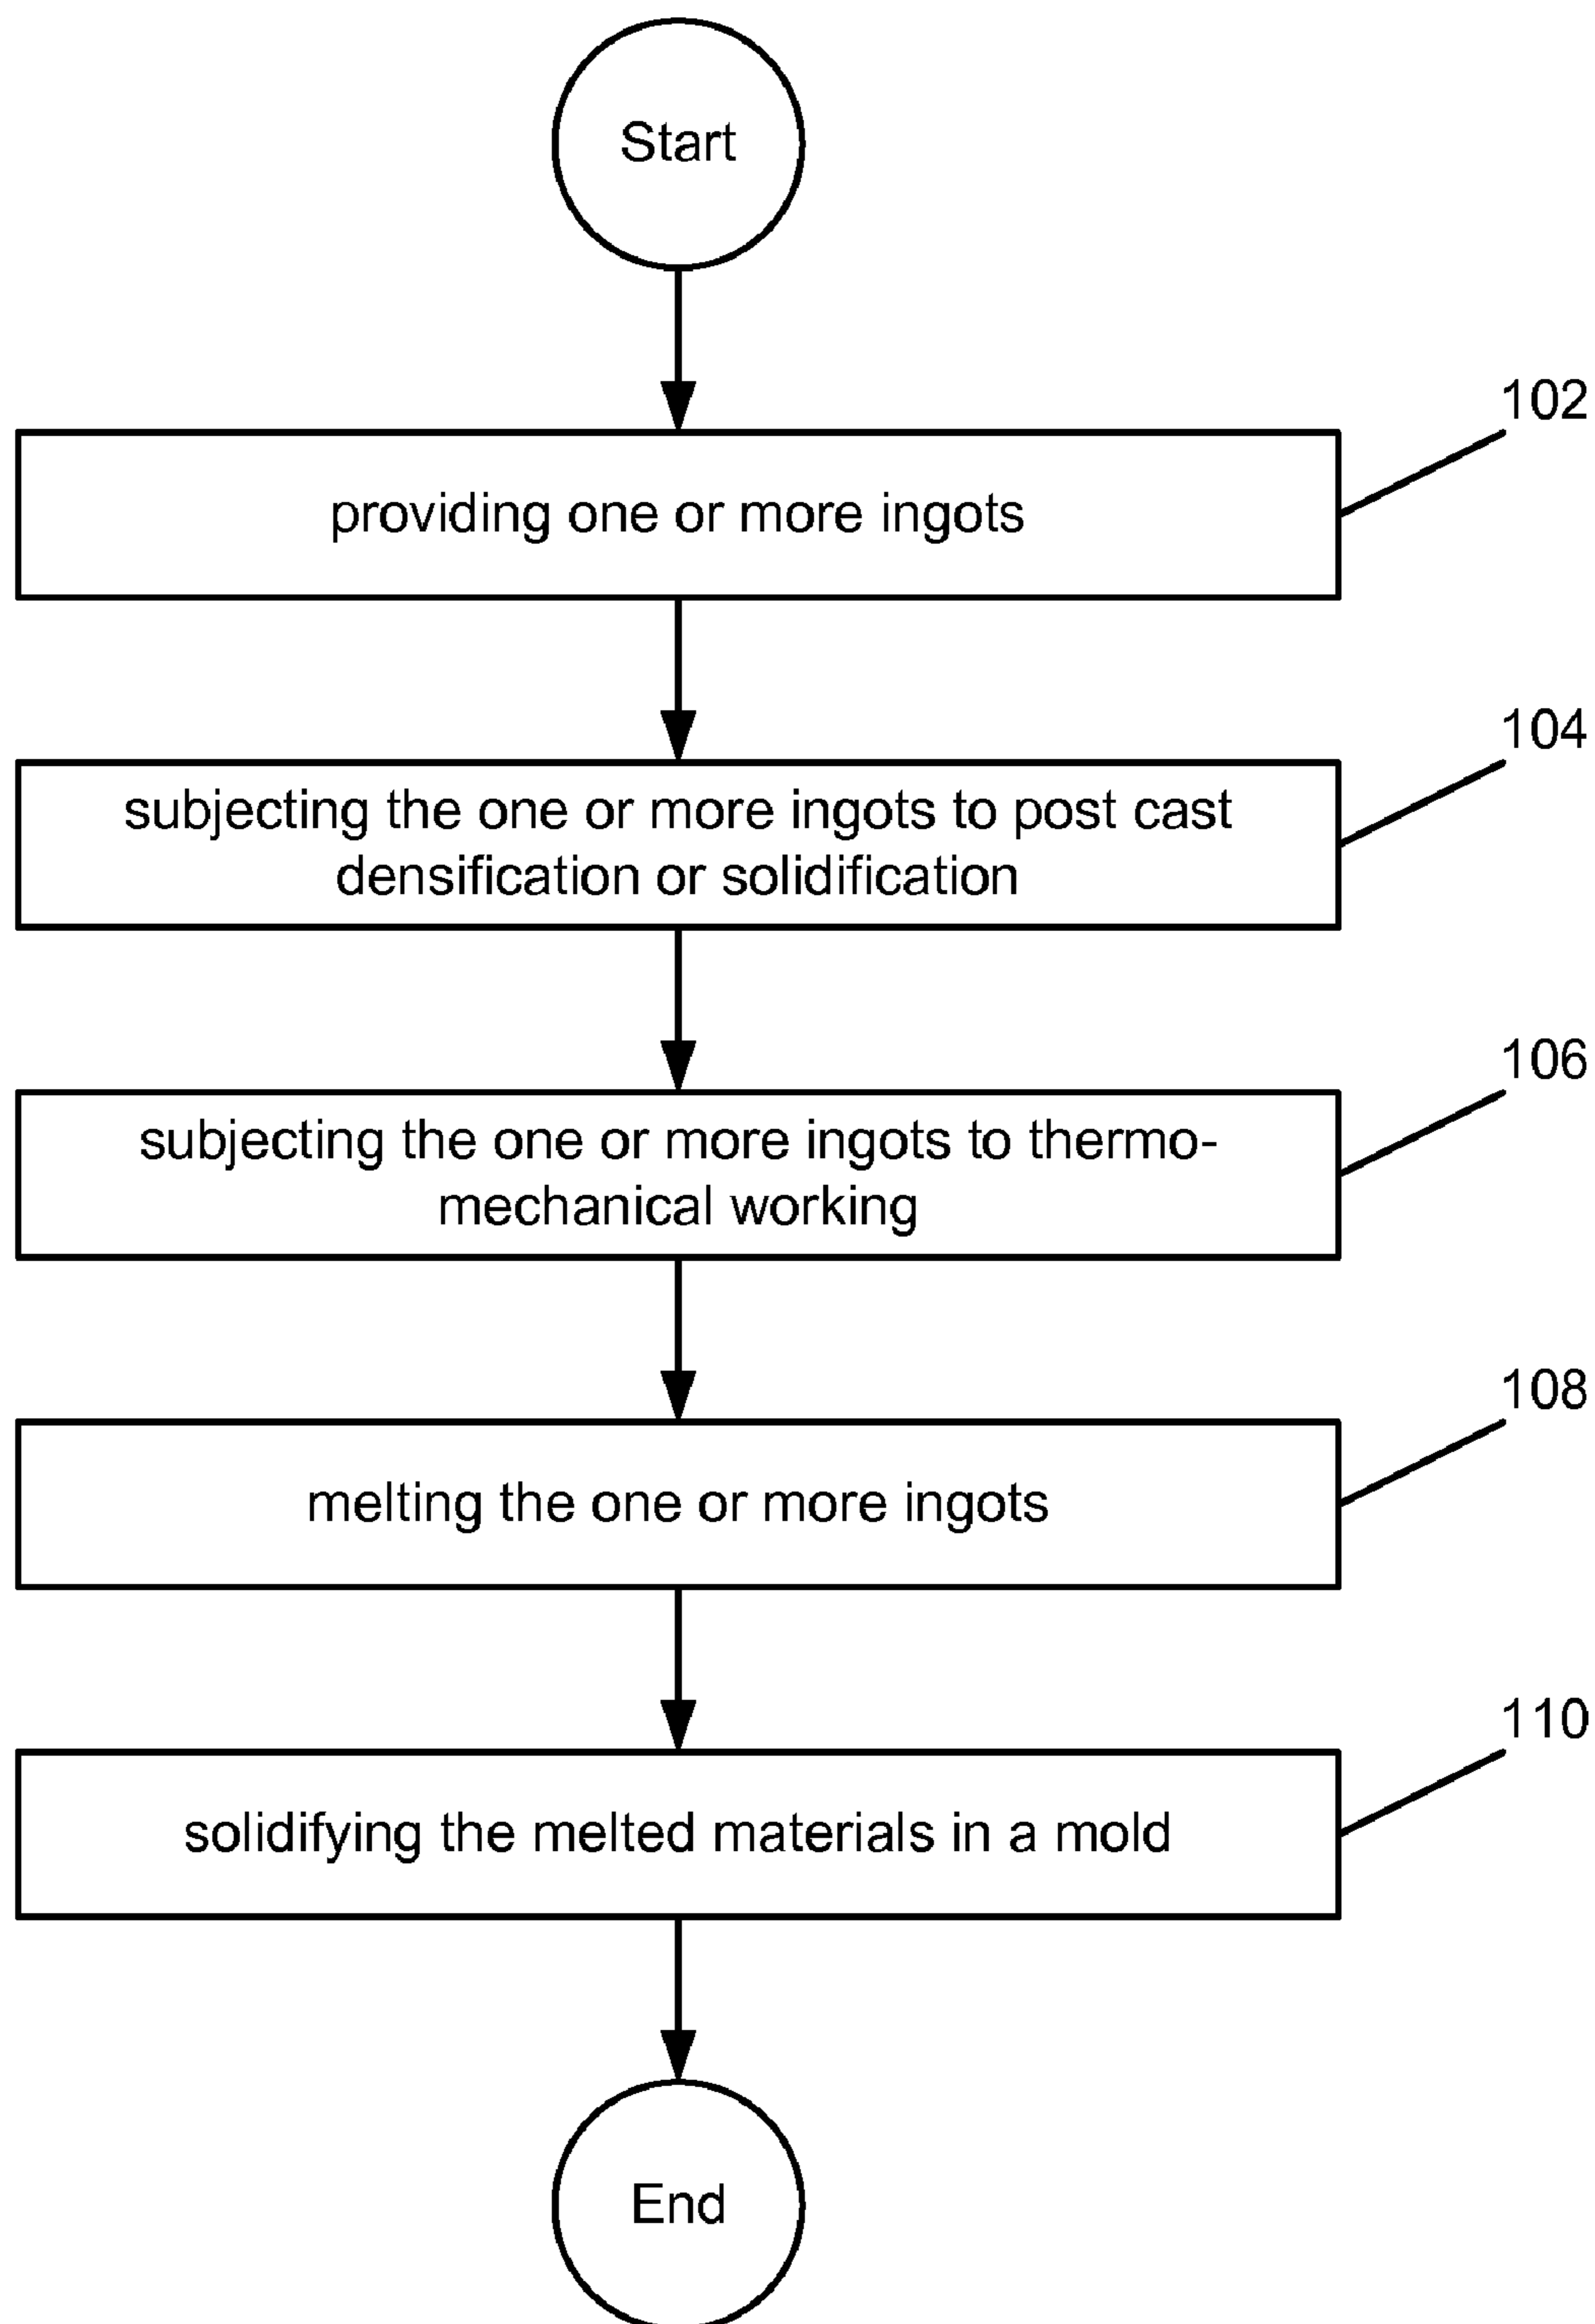 Start
102
providing one or more ingots
104
subjecting the one or more ingots to post cast
densification or solidification
106
subjecting the one or more ingots to thermo-
mechanical working
108
melting the one or more ingots
110
solidifying the melted materials in a mold
End